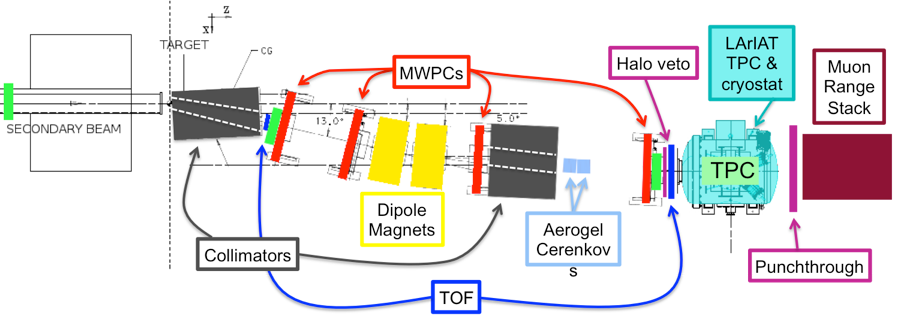 Z
X
TARGET
CG
SECONDARY BEAM
13.0°
5.0°
MWPCs
Halo veto
LArIAT
TPC &
cryostat
Muon
Range
Stack
TPC
Dipole
Magnets
Aerogel
Cerenkov
s
Collimators
Punchthrough
TOF